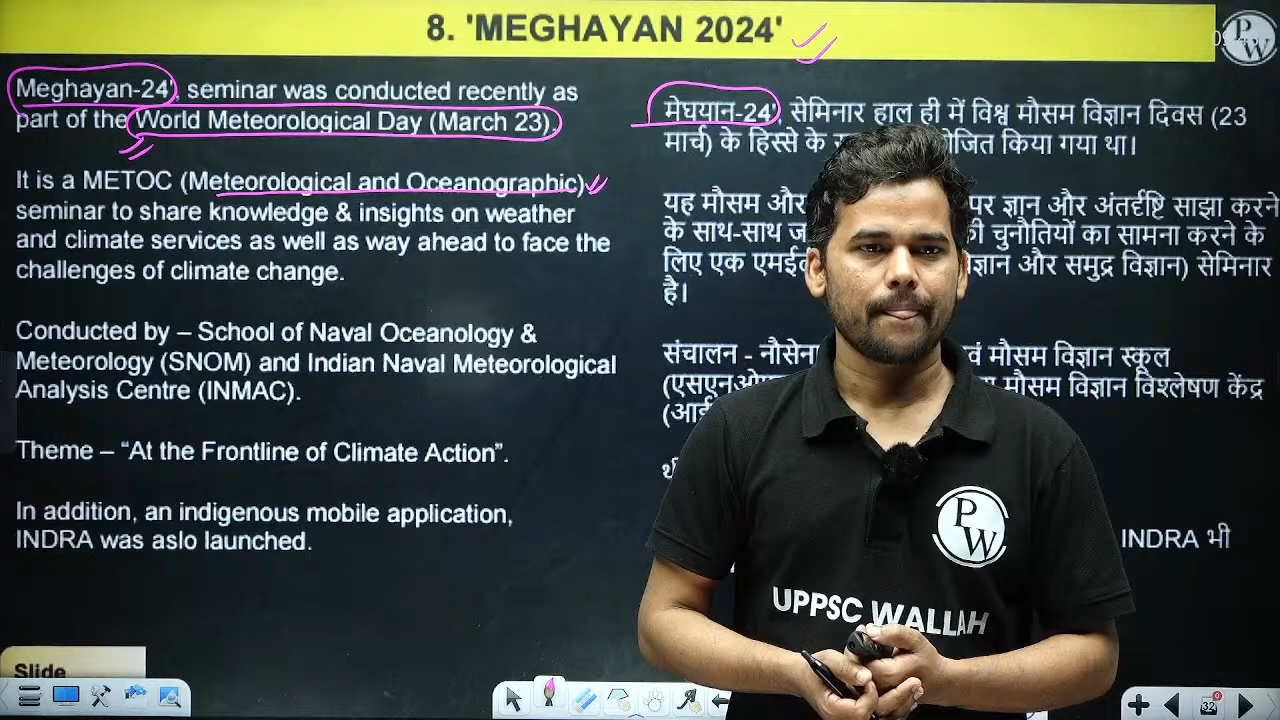 8. 'MEGHAYAN 2024'
PW
Meghayan-24', seminar was conducted recently as
part of the World Meteorological Day (March 23).
It is a METOC (Meteorological and Oceanographic)
seminar to share knowledge & insights on weather
and climate services as well as way ahead to face the
challenges of climate change.
Conducted by – School of Naval Oceanology &
Meteorology (SNOM) and Indian Naval Meteorological
Analysis Centre (INMAC).
Theme – “At the Frontline of Climate Action”.
In addition, an indigenous mobile application,
INDRA was aslo launched.
मेघयान-24', सेमिनार हाल ही में विश्व मौसम विज्ञान दिवस (23
मार्च) के हिस्से के किया गया था।
यह मौसम और पर ज्ञान और अंतर्दृष्टि साझा करने
के साथ-साथ चुनौतियों का सामना करने के
लिए एक और समुद्र विज्ञान) सेमिनार
है।
संचालन - मौसम विज्ञान स्कूल
मौसम विज्ञान विश्लेषण केंद्र
INDRA भी
PW
UPPSC WALLAH
Slide
32